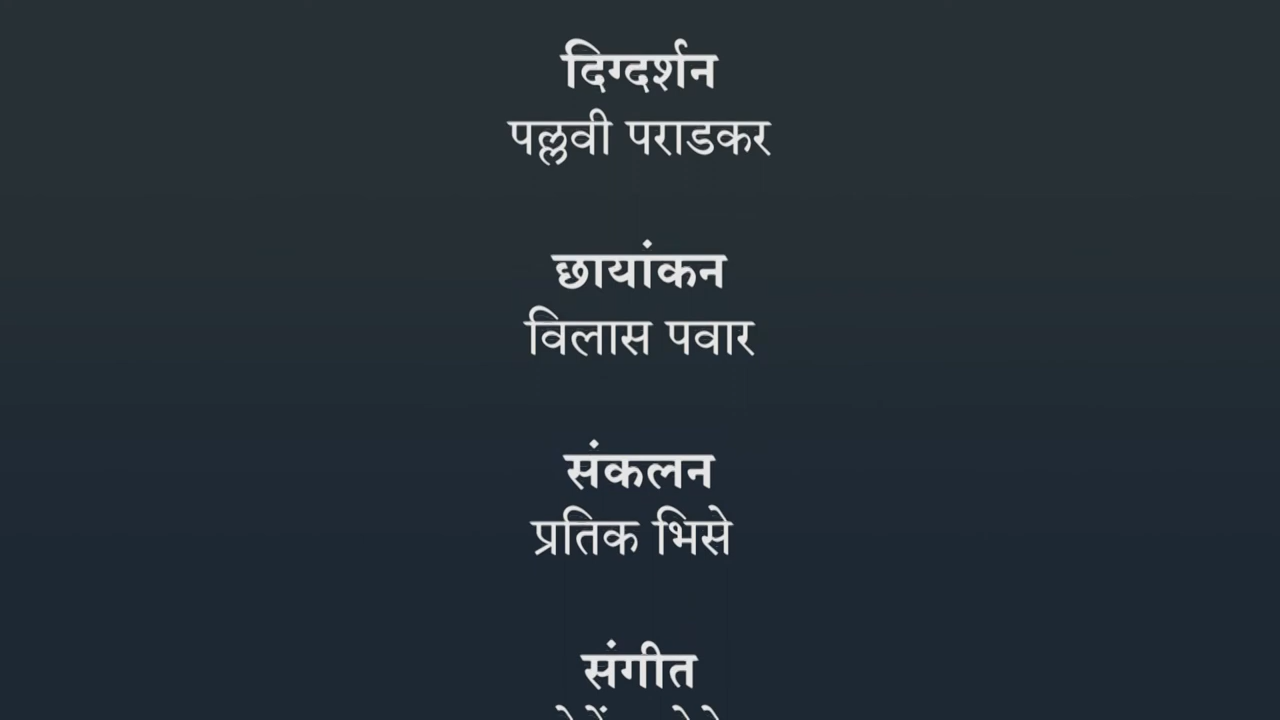 दिग्दर्शन
पल्लवी पराडकर
छायांकन
विलास पवार
संकलन
प्रतिक भिसे
संगीत